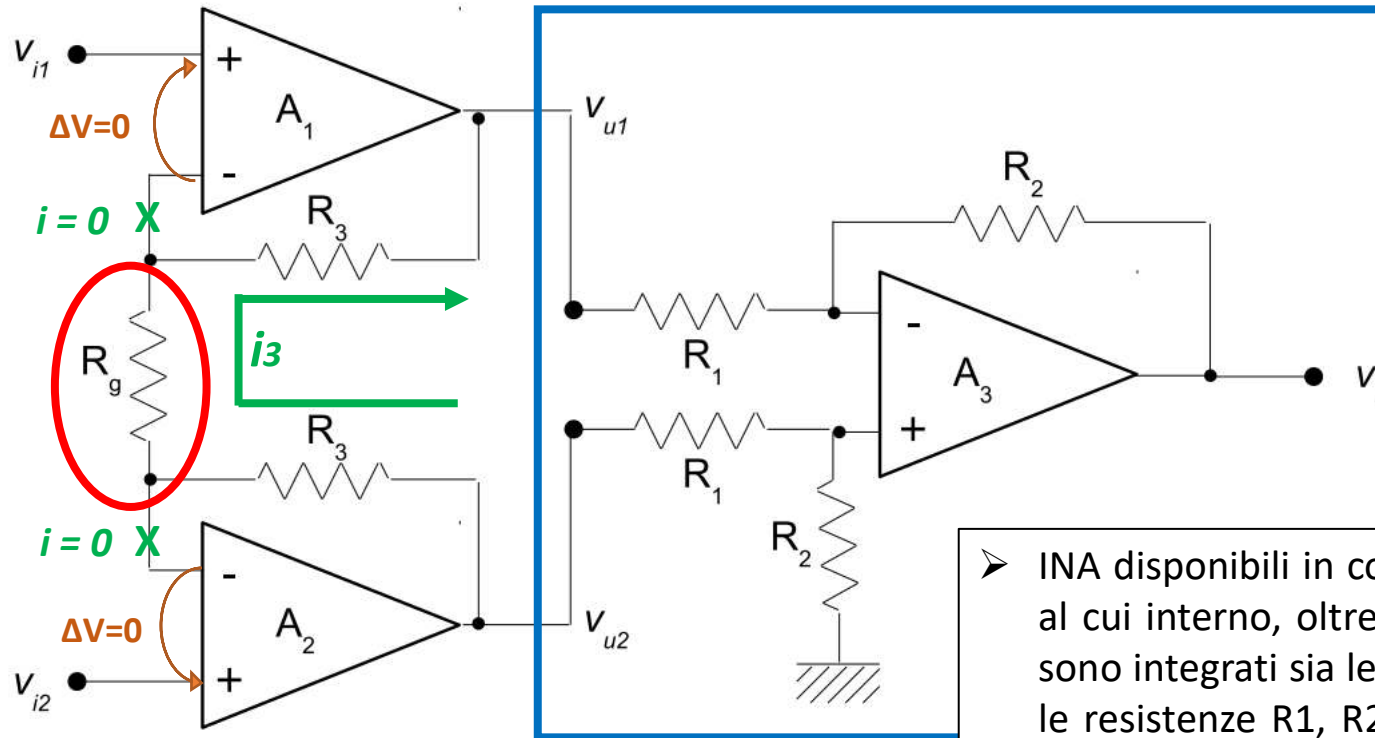 v_i1
+
A_1
-
ΔV=0
i = 0 X
R_3
v_u1
R_2
R_g
i3
R_1
-
A_3
+
v
R_3
R_1
R_2
i = 0 X
-
A_2
+
ΔV=0
v_i2
v_u2
➢ INA disponibili in
al cui interno, oltre
sono integrati sia le
le resistenze R1, R2